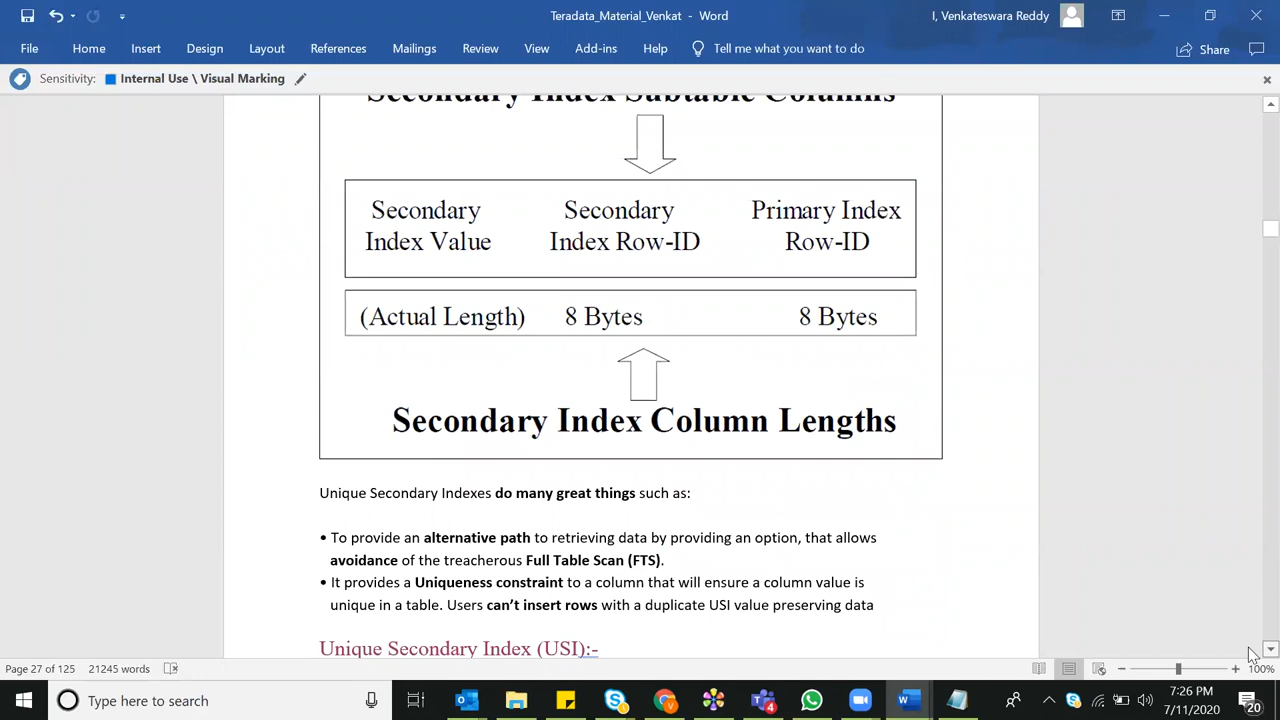 Teradata_Material_Venkat - Word
I, Venkateswara Reddy
File Home Insert Design Layout References Mailings Review View Add-ins Help Tell me what you want to do Share
Sensitivity: Internal Use \ Visual Marking
Secondary Index Subtable Columns
Secondary Index Value
Secondary Index Row-ID
Primary Index Row-ID
(Actual Length) 8 Bytes 8 Bytes
Secondary Index Column Lengths
Unique Secondary Indexes do many great things such as:
• To provide an alternative path to retrieving data by providing an option, that allows
avoidance of the treacherous Full Table Scan (FTS).
• It provides a Uniqueness constraint to a column that will ensure a column value is
unique in a table. Users can't insert rows with a duplicate USI value preserving data
Unique Secondary Index (USI):-
Page 27 of 125 21245 words 100%
Type here to search
4
7:26 PM
7/11/2020
20